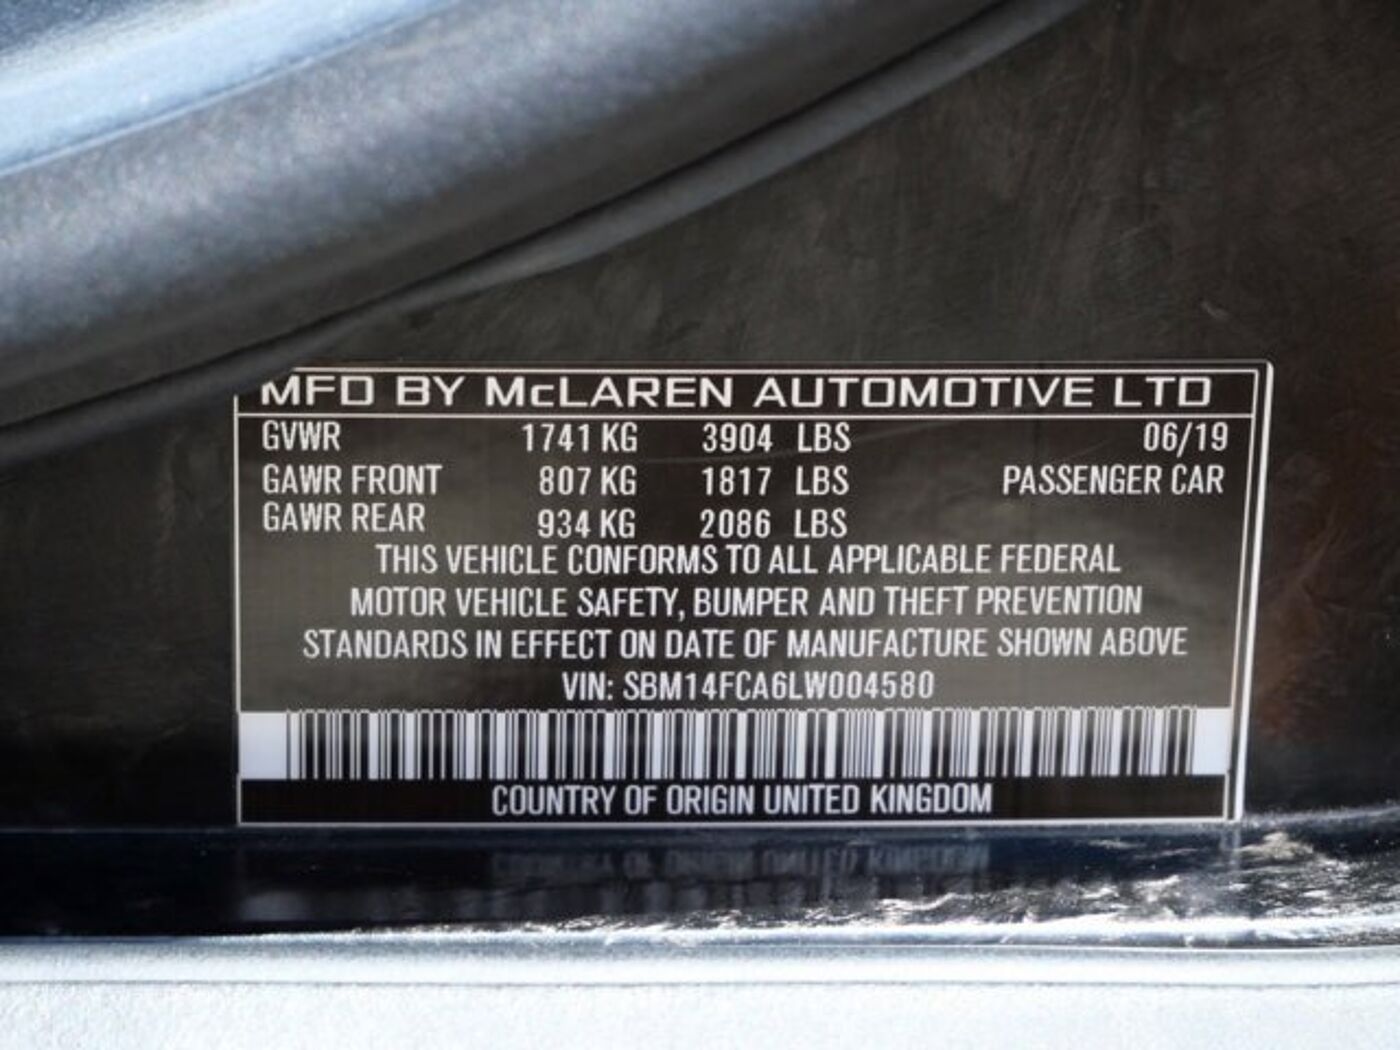 MFD BY McLAREN AUTOMOTIVE LTD
GVWR 1741 KG 3904 LBS 06/19
GAWR FRONT 807 KG 1817 LBS PASSENGER CAR
GAWR REAR 934 KG 2086 LBS
THIS VEHICLE CONFORMS TO ALL APPLICABLE FEDERAL
MOTOR VEHICLE SAFETY, BUMPER AND THEFT PREVENTION
STANDARDS IN EFFECT ON DATE OF MANUFACTURE SHOWN ABOVE
VIN: SBM14FCA6LW004580
COUNTRY OF ORIGIN UNITED KINGDOM